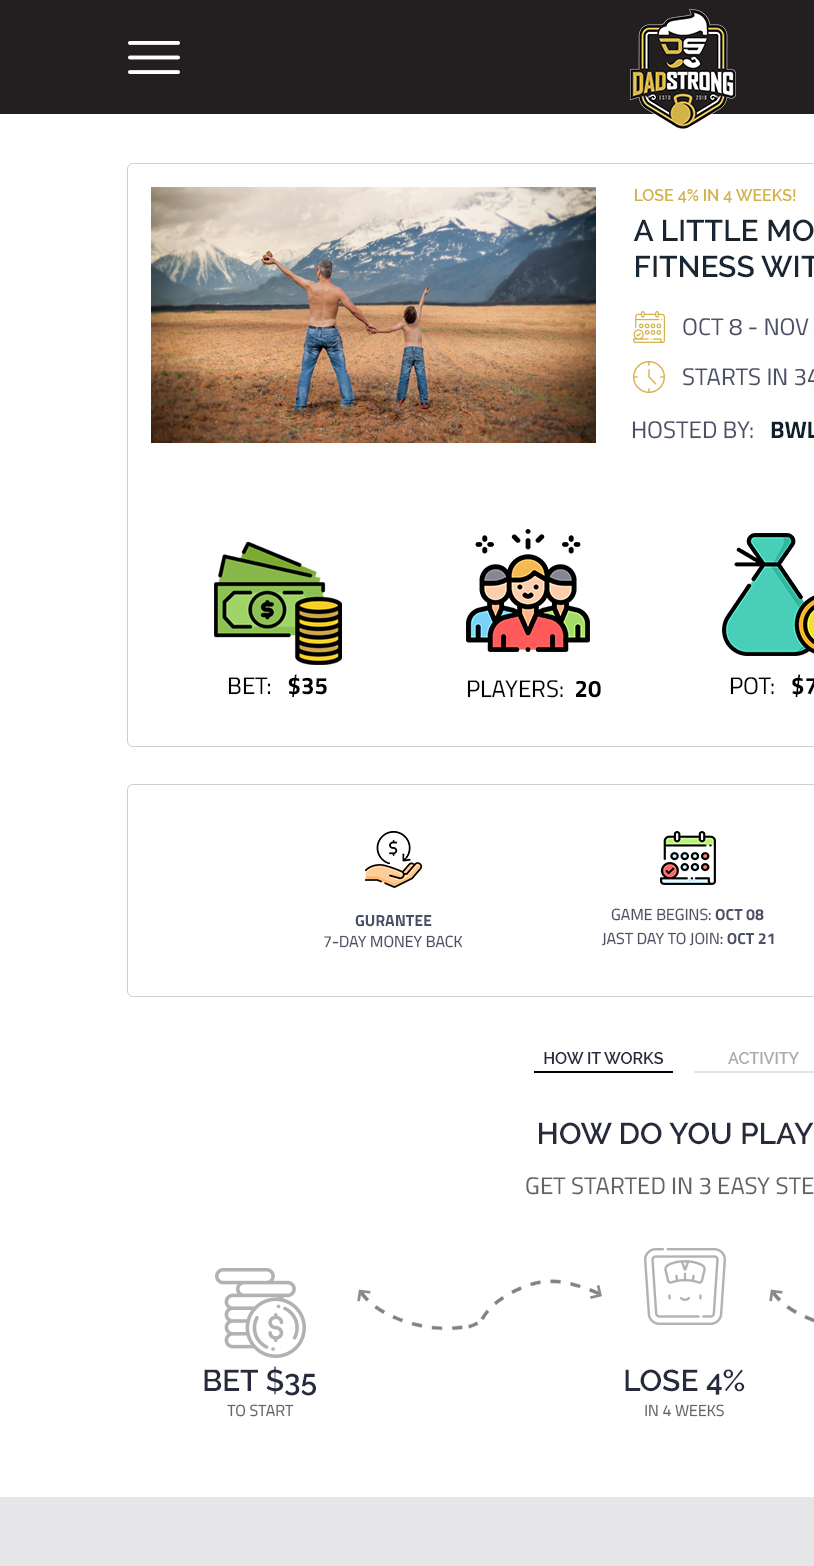 DADSTRONG
ESTD 2018
LOSE 4% IN 4 WEEKS!
A LITTLE MO
FITNESS WIT
OCT 8 - NOV
STARTS IN 34
HOSTED BY: BWL
BET: $35
PLAYERS: 20
POT: $7
GURANTEE
7-DAY MONEY BACK
GAME BEGINS: OCT 08
JAST DAY TO JOIN: OCT 21
HOW IT WORKS
ACTIVITY
HOW DO YOU PLAY
GET STARTED IN 3 EASY STE
BET $35
TO START
LOSE 4%
IN 4 WEEKS